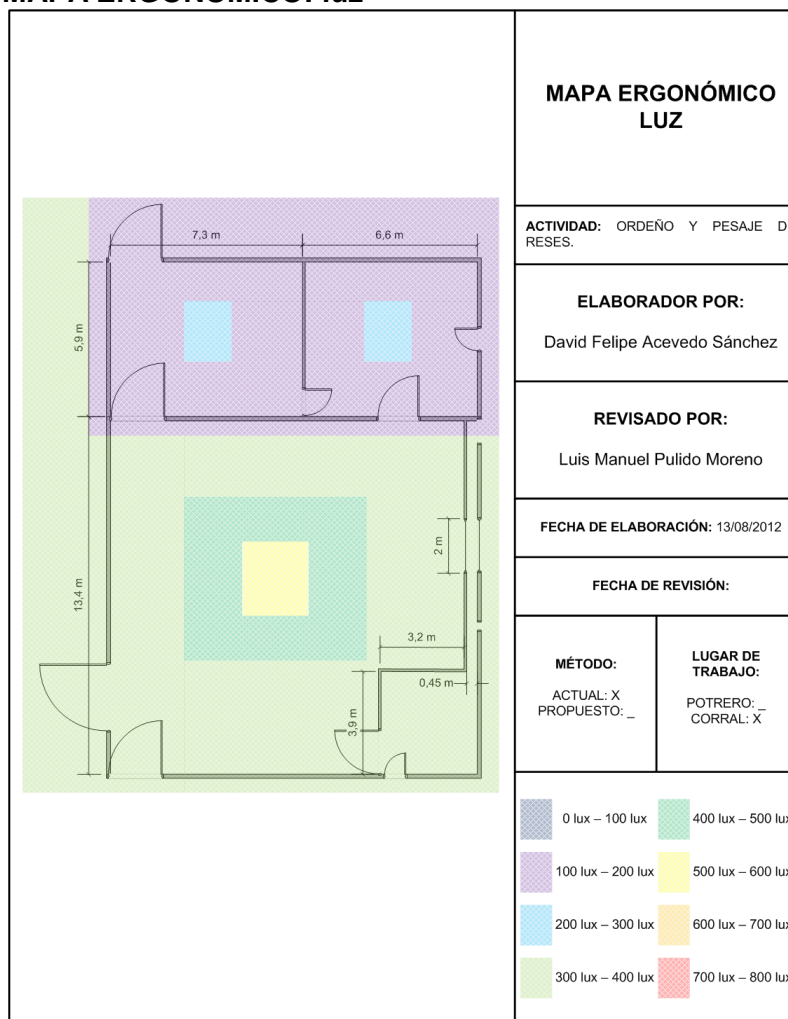 MAPA ERGONÓMICO: luz
MAPA ERGONÓMICO
LUZ
ACTIVIDAD: ORDEÑO Y PESAJE D
RESES.
ELABORADOR POR:
David Felipe Acevedo Sánchez
REVISADO POR:
Luis Manuel Pulido Moreno
FECHA DE ELABORACIÓN: 13/08/2012
FECHA DE REVISIÓN:
MÉTODO:
ACTUAL: X
PROPUESTO: _
LUGAR DE
TRABAJO:
POTRERO: _
CORRAL: X
0 lux – 100 lux
400 lux – 500 lux
100 lux – 200 lux
500 lux – 600 lux
200 lux – 300 lux
600 lux – 700 lux
300 lux – 400 lux
700 lux – 800 lux
7,3 m
6,6 m
5,9 m
13,4 m
2 m
3,2 m
0,45 m
3,9 m